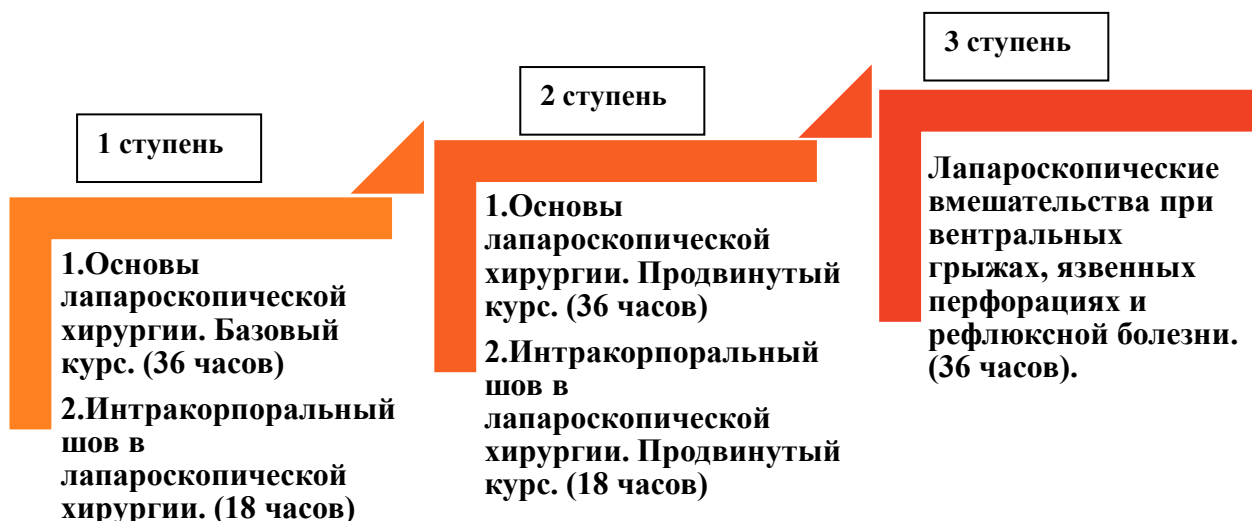 1 ступень
1.Основы
лапароскопической
хирургии. Базовый
курс. (36 часов)
2.Интракорпоральный
шов в
лапароскопической
хирургии. (18 часов)
2 ступень
1.Основы
лапароскопической
хирургии. Продвинутый
курс. (36 часов)
2.Интракорпоральный
шов в
лапароскопической
хирургии. Продвинутый
курс. (18 часов)
3 ступень
Лапароскопические
вмешательства при
вентральных
грыжах, язвенных
перфорациях и
рефлюксной болезни.
(36 часов).